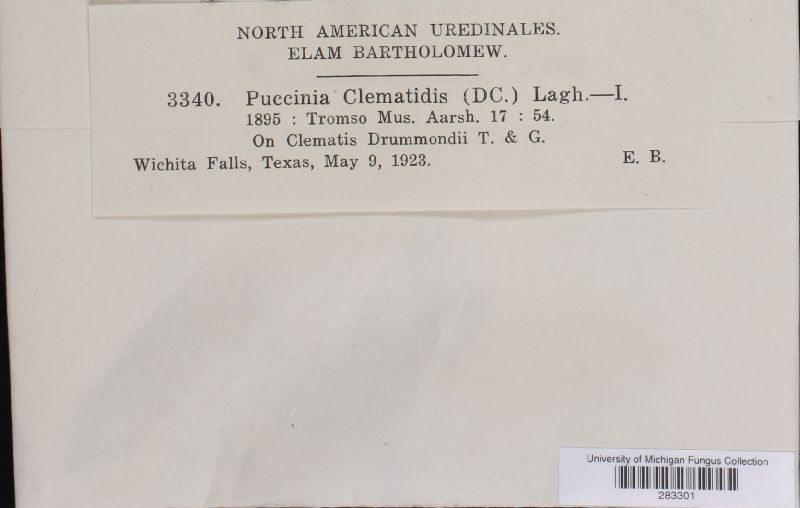 NORTH AMERICAN UREDINALES.
ELAM BARTHOLOMEW.
3340. Puccinia Clematidis (DC.) Lagh.—I.
1895 : Tromso Mus. Aarsh. 17 : 54.
On Clematis Drummondii T. & G.
Wichita Falls, Texas, May 9, 1923. E. B.
University of Michigan Fungus Collection
283301